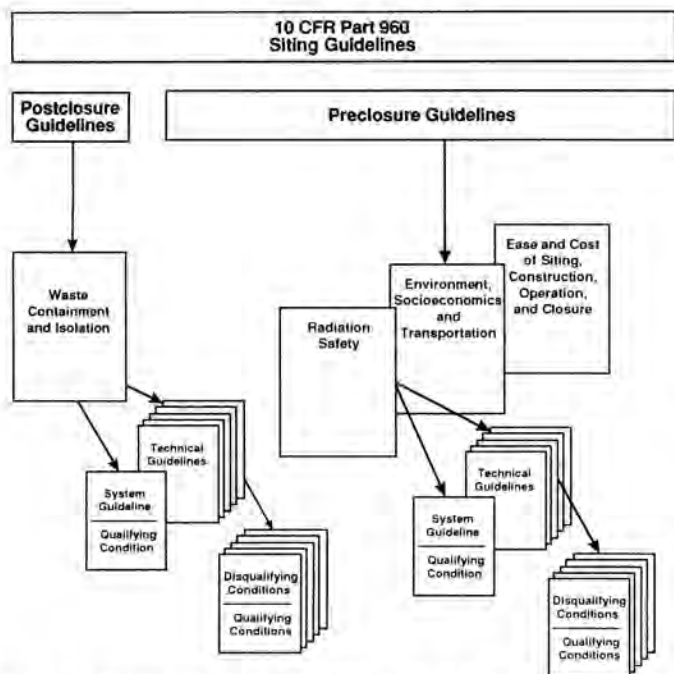 10 CFR Part 960
Siting Guidelines
Postclosure
Guidelines
Preclosure Guidelines
Waste
Containment
and Isolation
Radiation
Safety
Environment,
Socioeconomics
and
Transportation
Ease and Cost
of Siting,
Construction,
Operation,
and Closure
Technical
Guidelines
System
Guideline
Qualifying
Condition
Disqualifying
Conditions
Qualifying
Conditions
Technical
Guidelines
System
Guideline
Qualifying
Condition
Disqualifying
Conditions
Qualifying
Conditions